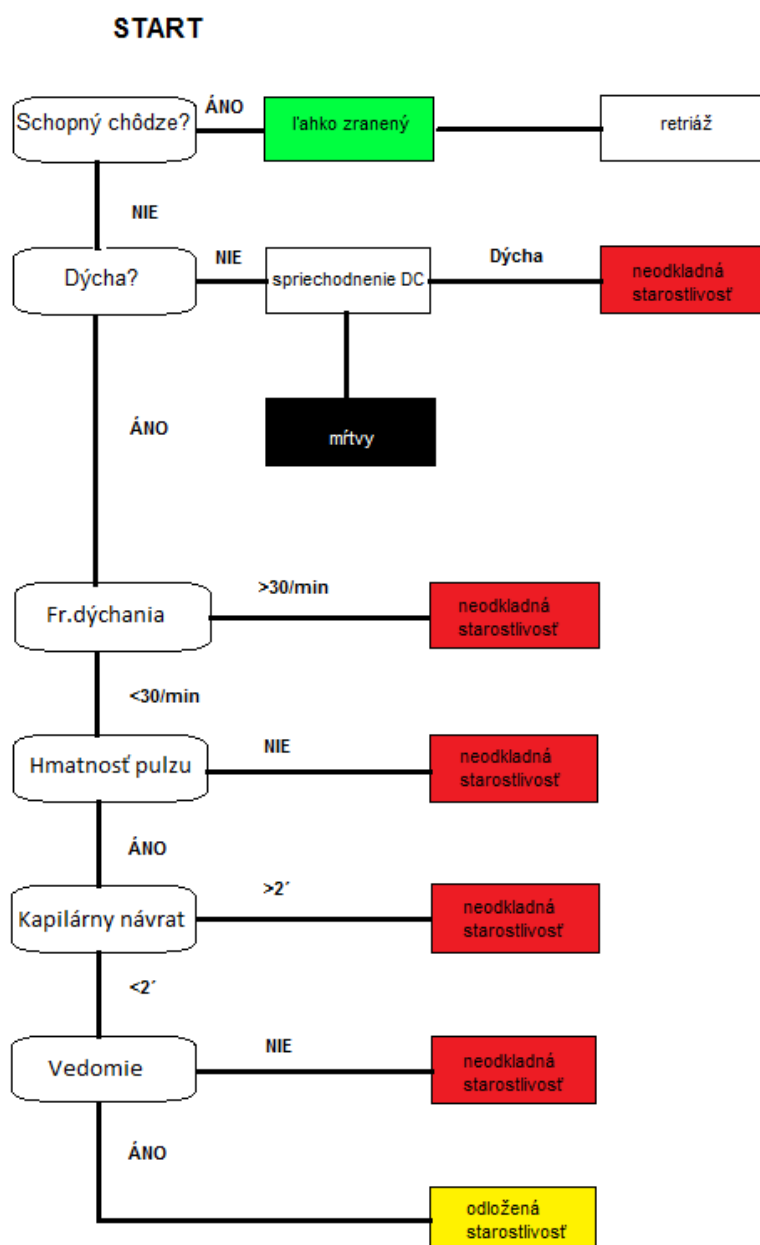 START
Schopný chôdze?
ÁNO
ľahko zranený
retriáž
NIE
Dýcha?
NIE
spriechodnenie DC
Dýcha
neodkladná
starostlivosť
ÁNO
mŕtvy
Fr.dýchania
>30/min
neodkladná
starostlivosť
<30/min
Hmatnosť pulzu
NIE
neodkladná
starostlivosť
ÁNO
Kapilárny návrat
>2´
neodkladná
starostlivosť
<2´
Vedomie
NIE
neodkladná
starostlivosť
ÁNO
odložená
starostlivosť